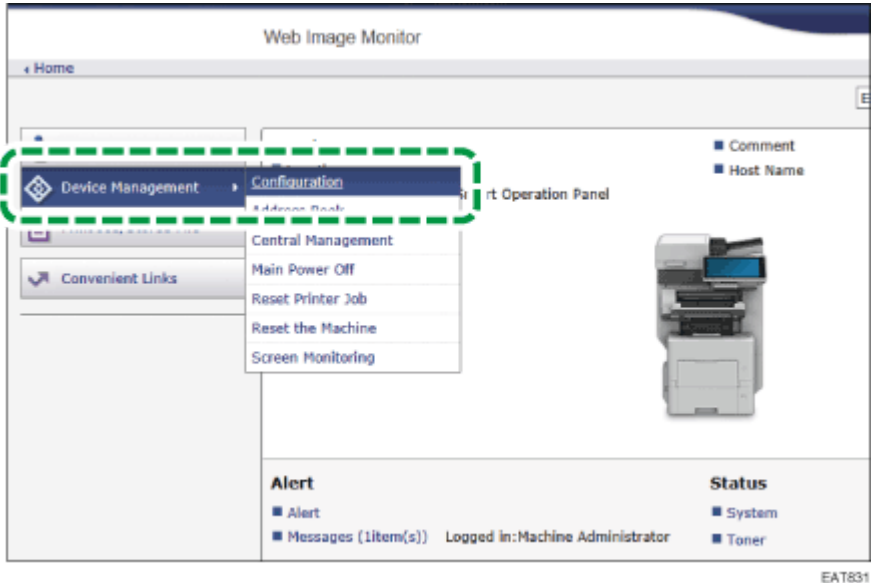 Web Image Monitor
Home
E
Comment
Host Name
Device Management
Configuration
rt Operation Panel
Address Book
Central Management
Convenient Links
Main Power Off
Reset Printer Job
Reset the Machine
Screen Monitoring
Alert
Status
Alert
System
Messages (1item(s)) Logged in:Machine Administrator
Toner
EAT831